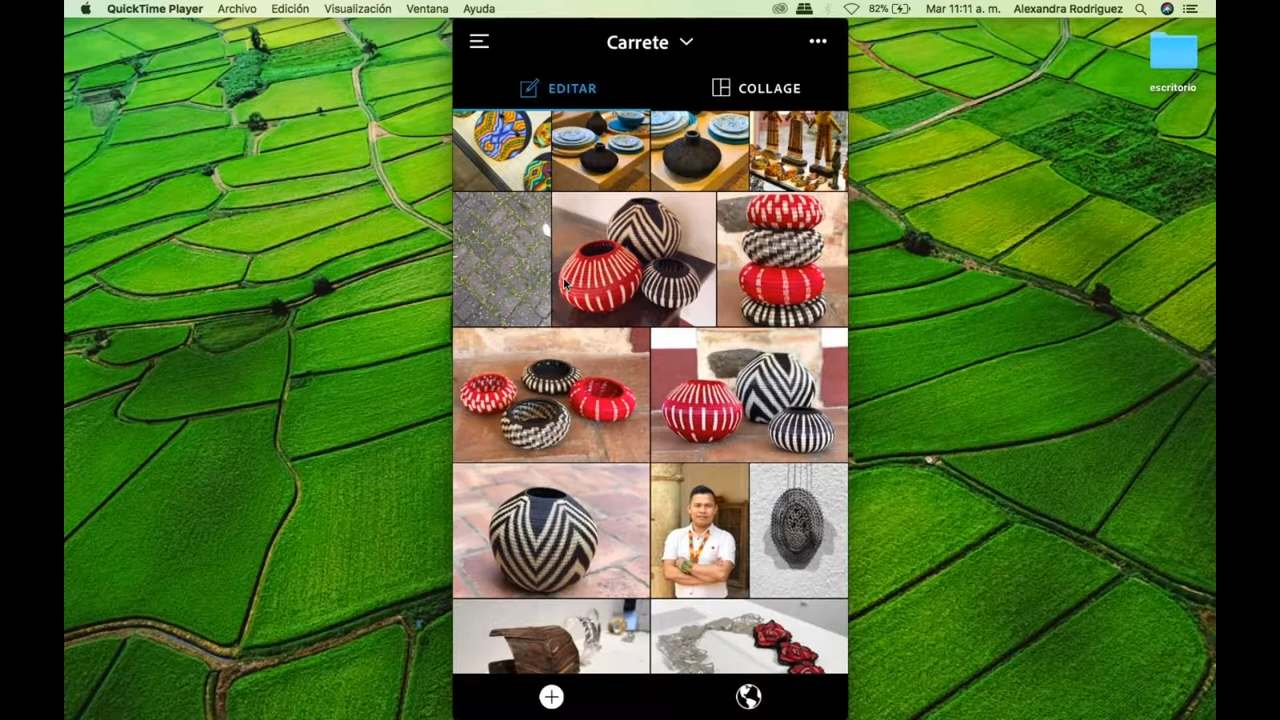 QuickTime Player Archivo Edición Visualización Ventana Ayuda 82% Mar 11:11 a. m. Alexandra Rodriguez
Carrete
EDITAR COLLAGE
escritorio